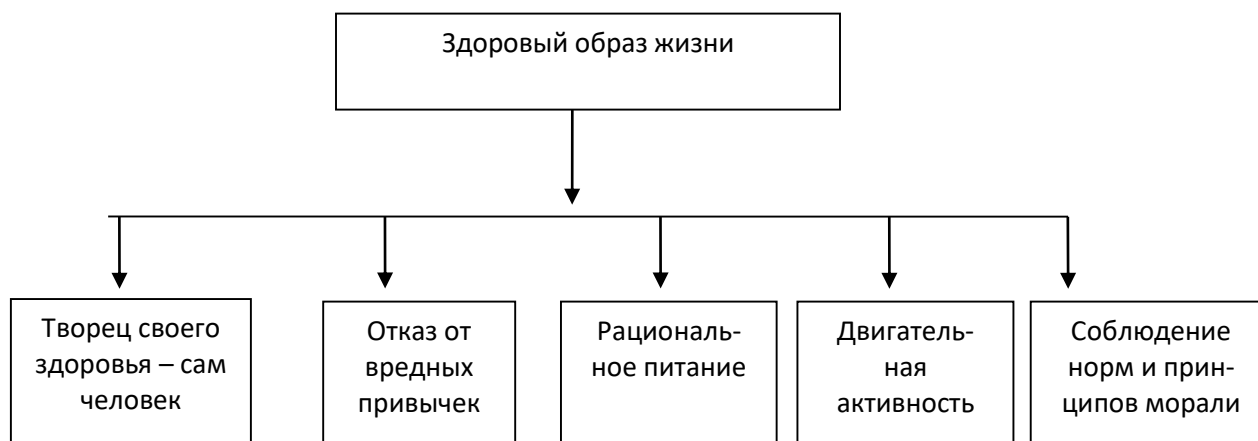 Здоровый образ жизни
Творец своего
здоровья – сам
человек
Отказ от
вредных
привычек
Рациональ-
ное питание
Двигатель-
ная
активность
Соблюдение
норм и прин-
ципов морали